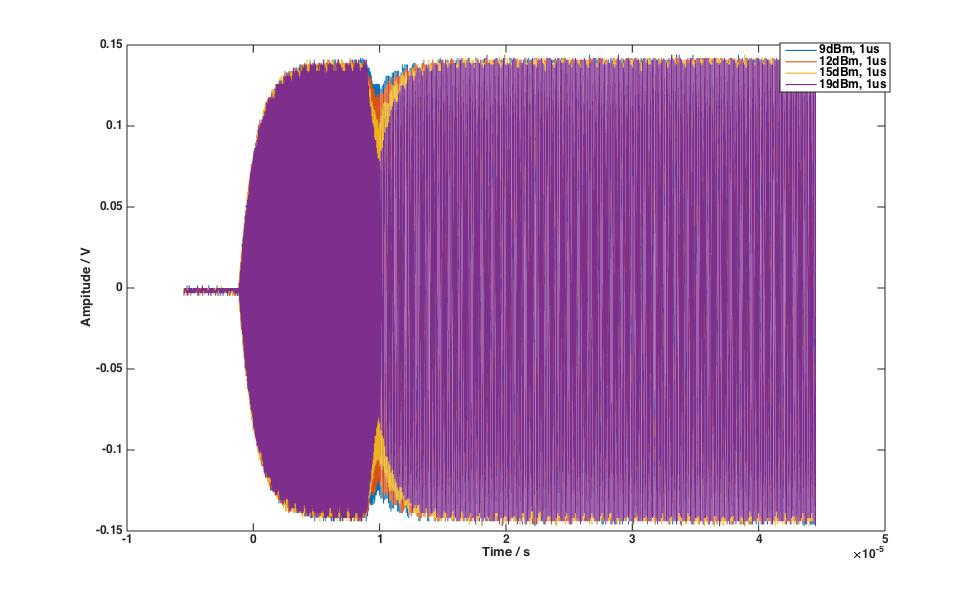 9dBm, 1us
12dBm, 1us
15dBm, 1us
19dBm, 1us
0.15
0.1
0.05
0
-0.05
-0.1
-0.15
Ampitude / V
-1 0 1 2 3 4 5
Time / s
×10-5